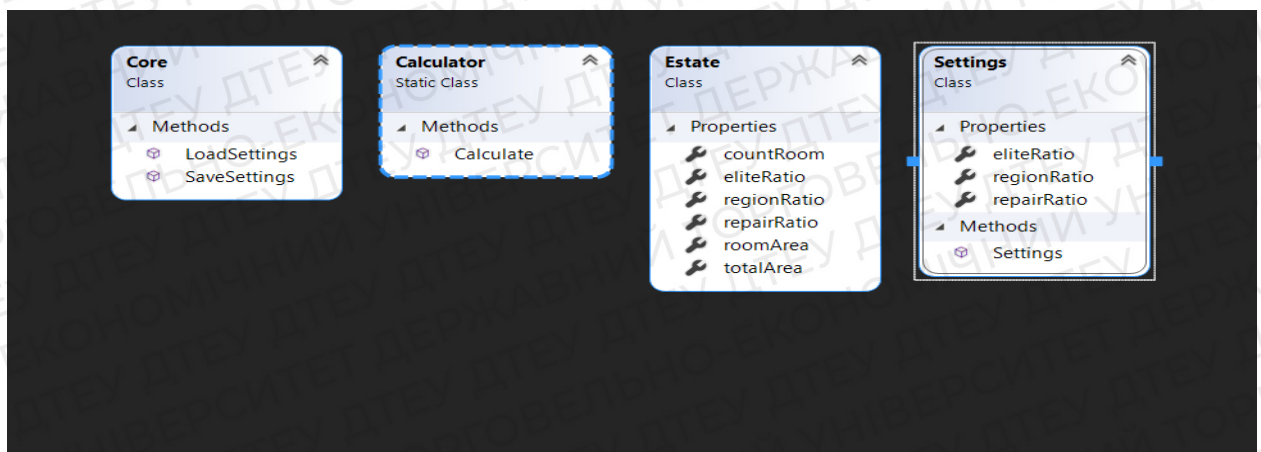 Core
Class
Methods
LoadSettings
SaveSettings
Calculator
Static Class
Methods
Calculate
Estate
Class
Properties
countRoom
eliteRatio
regionRatio
repairRatio
roomArea
totalArea
Settings
Class
Properties
eliteRatio
regionRatio
repairRatio
Methods
Settings